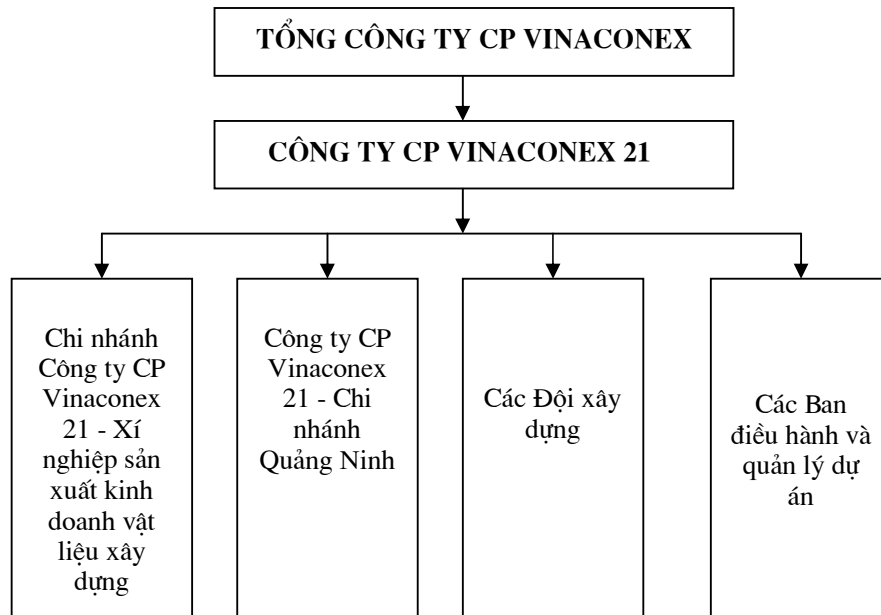 TỔNG CÔNG TY CP VINACONEX
CÔNG TY CP VINACONEX 21
Chi nhánh
Công ty CP
Vinaconex
21 - Xí
nghiệp sản
xuất kinh
doanh vật
liệu xây
dựng
Công ty CP
Vinaconex
21 - Chi
nhánh
Quảng Ninh
Các Đội xây
dựng
Các Ban
điều hành và
quản lý dự
án